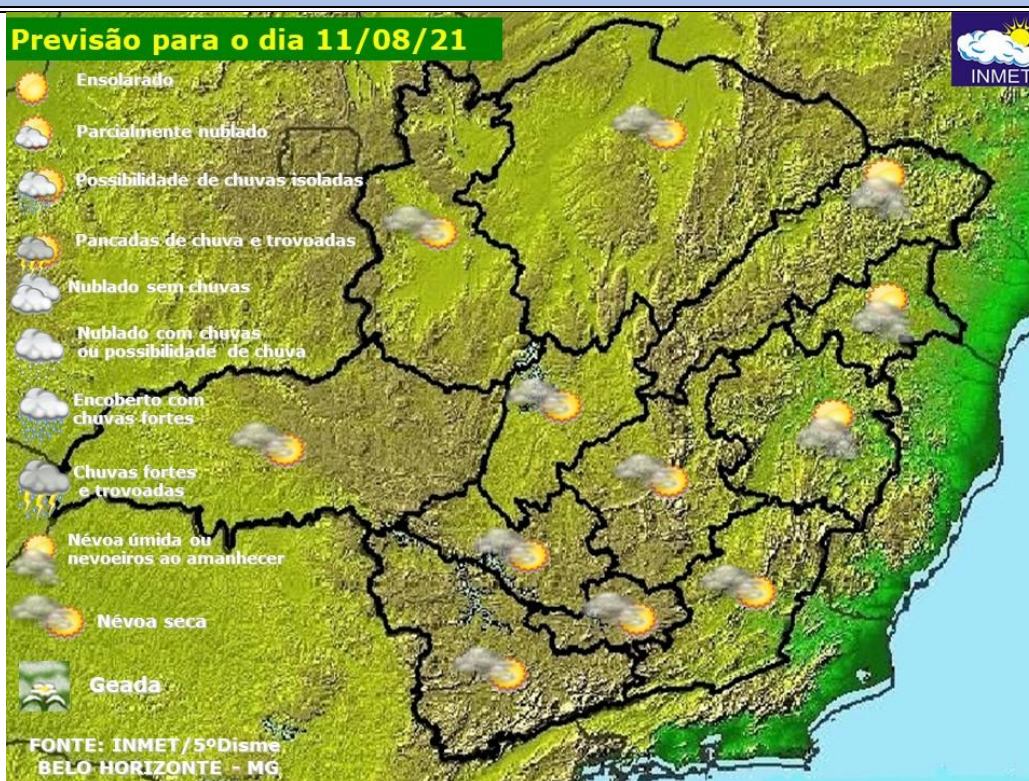 Previsão para o dia 11/08/21
INMET
Ensolarado
Parcialmente nublado
Possibilidade de chuvas isoladas
Pancadas de chuva e trovoadas
Nublado sem chuvas
Nublado com chuvas
ou possibilidade de chuva
Encoberto com
chuvas fortes
Chuvas fortes
e trovoadas
Névoa úmida ou
nevoeiros ao amanhecer
Névoa seca
Geada
FONTE: INMET/5ºDisme
BELO HORIZONTE - MG